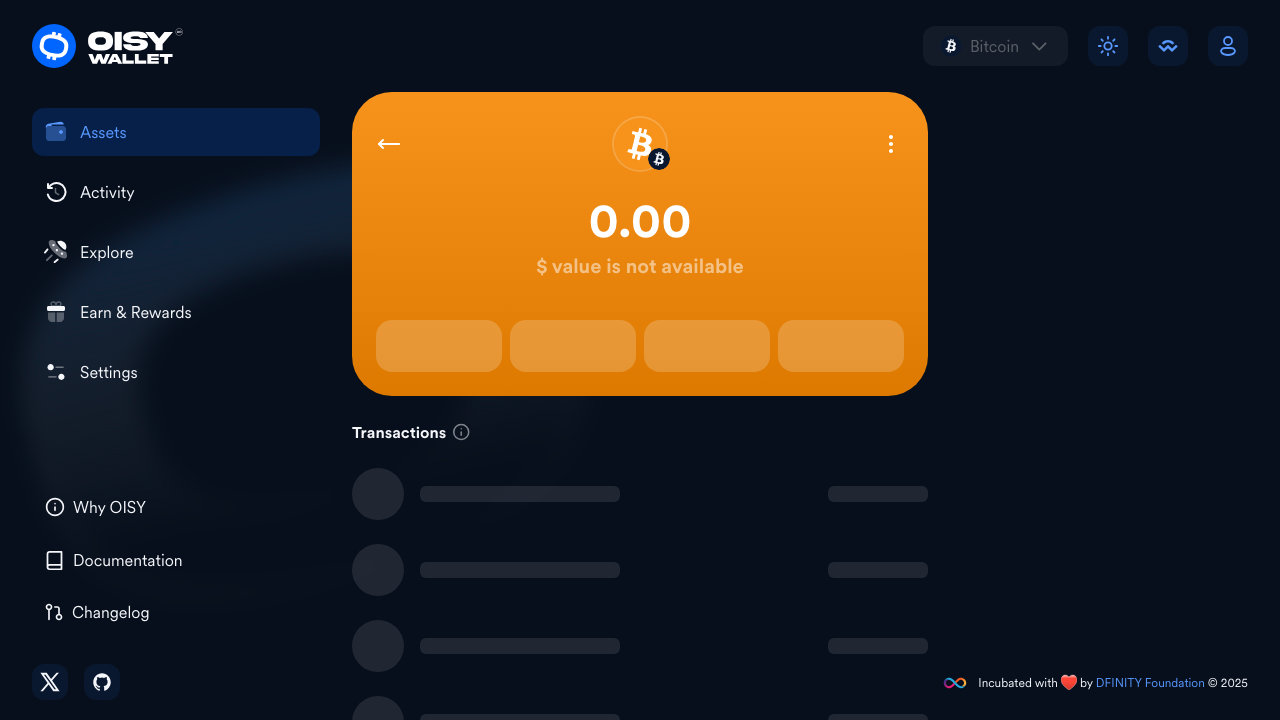 OISY
WALLET
Bitcoin
Assets
Activity
Explore
Earn & Rewards
Settings
Why OISY
Documentation
Changelog
0.00
$ value is not available
Transactions
Incubated with ❤️ by DFINITY Foundation © 2025